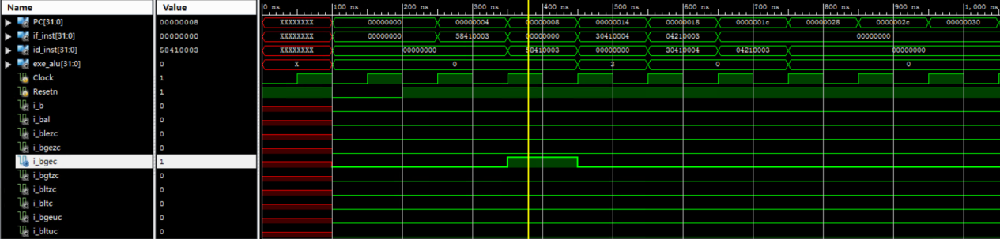 Name Value 0 ns 100 ns 200 ns 300 ns 400 ns 500 ns 600 ns 700 ns 800 ns 900 ns 1,000 ns
PC[31:0] 00000008 XXXXXXXX 00000000 00000004 00000008 00000014 00000018 0000001c 00000028 0000002c 00000030
if_inst[31:0] 00000000 XXXXXXXX 00000000 58410003 00000000 30410004 04210003 00000000
id_inst[31:0] 58410003 XXXXXXXX 00000000 58410003 00000000 30410004 04210003 00000000
exe_alu[31:0] 0 X 0 3 0 0
Clock 1
Resetn 1
i_b 0
i_bal 0
i_blezc 0
i_bgezc 0
i_bgec 1
i_bgtzc 0
i_bltzc 0
i_bltc 0
i_bgeuc 0
i_bltuc 0